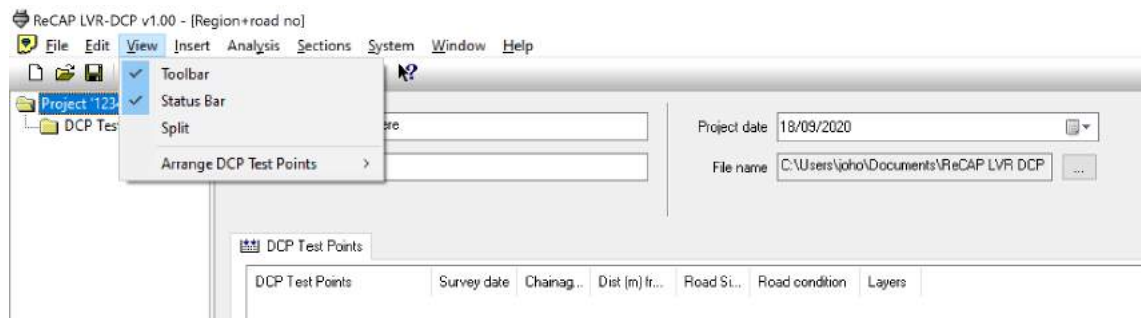 ReCAP LVR-DCP v1.00 - [Region+road no]
File Edit View Insert Analysis Sections System Window Help
Toolbar
Project '123
Status Bar
ere
Project date 18/09/2020
DCP Tes
Split
Arrange DCP Test Points
File name C:\Users\joho\Documents\ReCAP LVR DCP ...
DCP Test Points
DCP Test Points Survey date Chainag... Dist (m) fr... Road Si... Road condition Layers